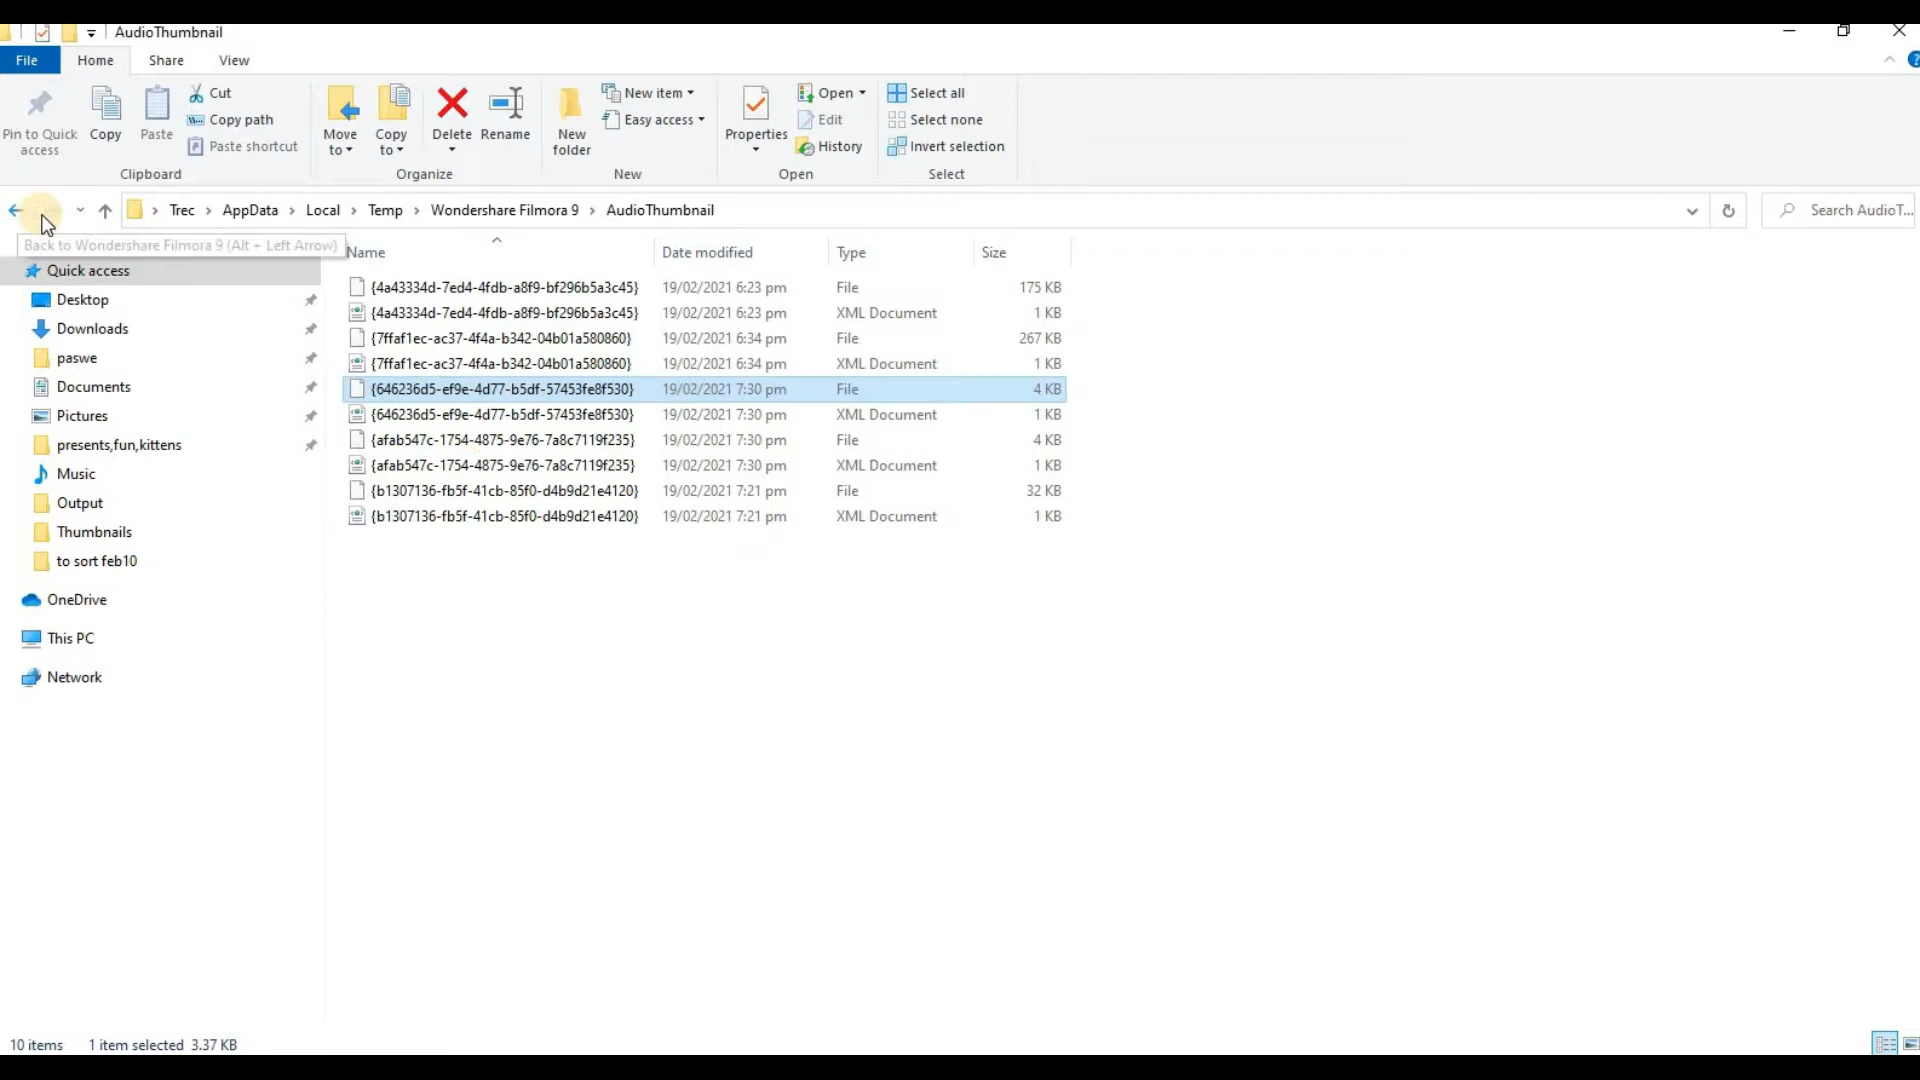 AudioThumbnail
File Home Share View
Pin to Quick access
Copy
Paste
Cut
Copy path
Paste shortcut
Clipboard
Move to
Copy to
Delete
Rename
Organize
New folder
New item
Easy access
New
Properties
Open
Edit
History
Open
Select all
Select none
Invert selection
Select
Trec › AppData › Local › Temp › Wondershare Filmora 9 › AudioThumbnail
Search AudioT...
Back to Wondershare Filmora 9 (Alt + Left Arrow)
Quick access
Desktop
Downloads
paswe
Documents
Pictures
presents,fun,kittens
Music
Output
Thumbnails
to sort feb10
OneDrive
This PC
Network
Name Date modified Type Size
{4a43334d-7ed4-4fdb-a8f9-bf296b5a3c45} 19/02/2021 6:23 pm File 175 KB
{4a43334d-7ed4-4fdb-a8f9-bf296b5a3c45} 19/02/2021 6:23 pm XML Document 1 KB
{7ffaf1ec-ac37-4f4a-b342-04b01a580860} 19/02/2021 6:34 pm File 267 KB
{7ffaf1ec-ac37-4f4a-b342-04b01a580860} 19/02/2021 6:34 pm XML Document 1 KB
{646236d5-ef9e-4d77-b5df-57453fe8f530} 19/02/2021 7:30 pm File 4 KB
{646236d5-ef9e-4d77-b5df-57453fe8f530} 19/02/2021 7:30 pm XML Document 1 KB
{afab547c-1754-4875-9e76-7a8c7119f235} 19/02/2021 7:30 pm File 4 KB
{afab547c-1754-4875-9e76-7a8c7119f235} 19/02/2021 7:30 pm XML Document 1 KB
{b1307136-fb5f-41cb-85f0-d4b9d21e4120} 19/02/2021 7:21 pm File 32 KB
{b1307136-fb5f-41cb-85f0-d4b9d21e4120} 19/02/2021 7:21 pm XML Document 1 KB
10 items 1 item selected 3.37 KB